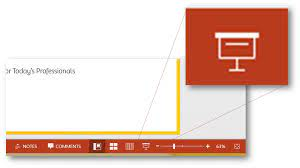 or Today's Professionals
NOTES
COMMENTS
61%